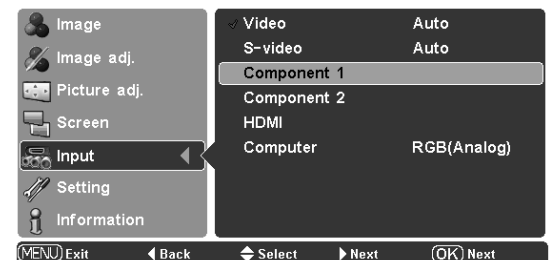 Image
Image adj.
Picture adj.
Screen
Input
Setting
Information
Video Auto
S-video Auto
Component 1
Component 2
HDMI
Computer RGB(Analog)
MENU Exit Back Select Next OK Next